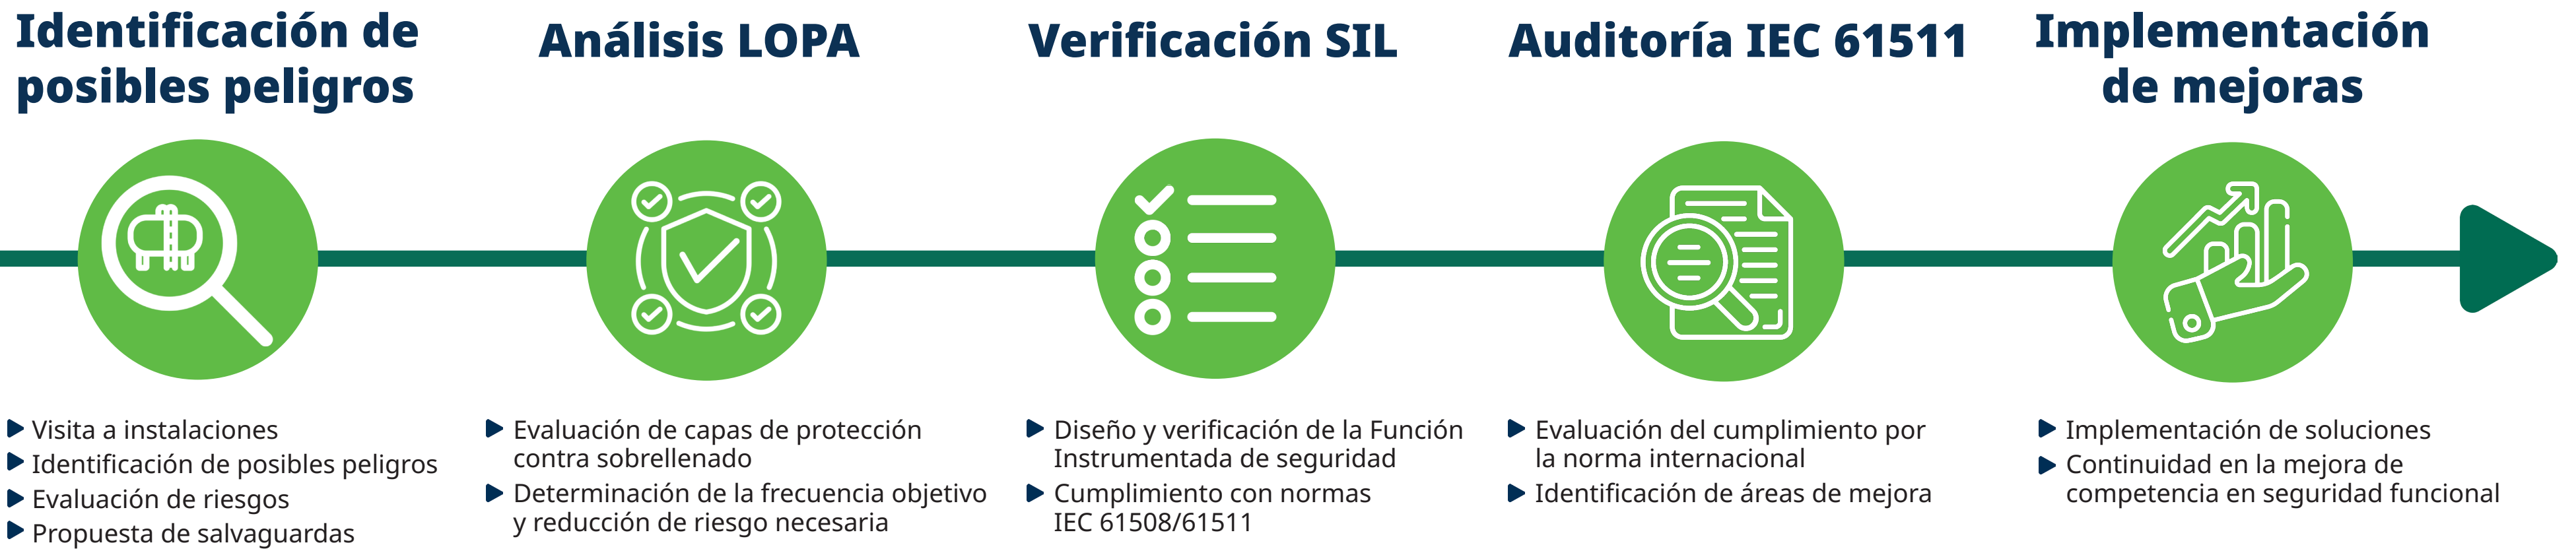 Identificación de
posibles peligros
Visita a instalaciones
Identificación de posibles peligros
Evaluación de riesgos
Propuesta de salvaguardas
Análisis LOPA
Evaluación de capas de protección
contra sobrellenado
Determinación de la frecuencia objetivo
y reducción de riesgo necesaria
Verificación SIL
Diseño y verificación de la Función
Instrumentada de seguridad
Cumplimiento con normas
IEC 61508/61511
Auditoría IEC 61511
Evaluación del cumplimiento por
la norma internacional
Identificación de áreas de mejora
Implementación
de mejoras
Implementación de soluciones
Continuidad en la mejora de
competencia en seguridad funcional